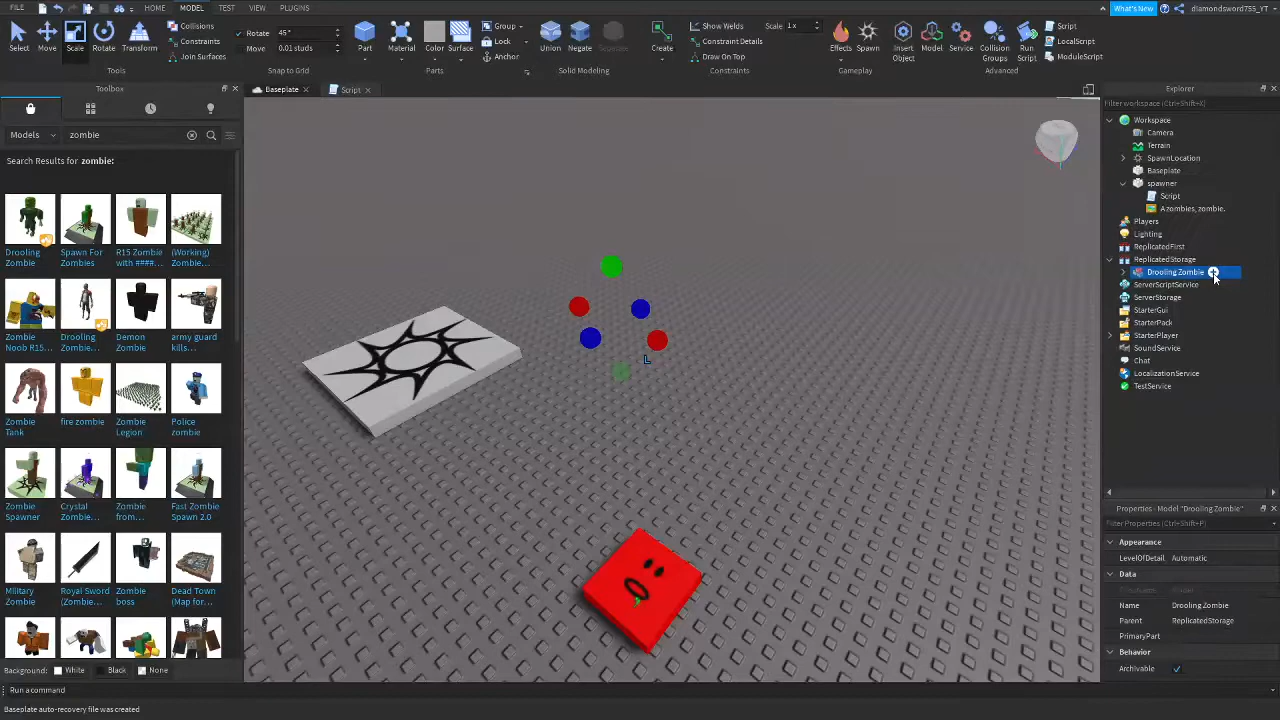 FILE HOME MODEL TEST VIEW PLUGINS What's New diamondsword755_YT
Select Move Scale Rotate Transform Collisions Constraints Join Surfaces Rotate 45° Move 0.01 studs Part Material Color Surface Group Lock Anchor Union Negate Separate Create Show Welds Scale 1 x Constraint Details Draw On Top Effects Spawn Insert Object Model Service Collision Groups Run Script Script LocalScript ModuleScript
Tools Snap to Grid Parts Solid Modeling Constraints Gameplay Advanced
Toolbox
Models zombie
Search Results for zombie:
Drooling Zombie
Spawn For Zombies
R15 Zombie with ####...
(Working) Zombie...
Zombie Noob R15...
Drooling Zombie...
Demon Zombie
army guard kills...
Zombie Tank
fire zombie
Zombie Legion
Police zombie
Zombie Spawner
Crystal Zombie...
Zombie from...
Fast Zombie Spawn 2.0
Military Zombie
Royal Sword (Zombie...
Zombie boss
Dead Town (Map for...
Background: White Black None
Baseplate Script
L
Explorer
Filter workspace (Ctrl+Shift+X)
Workspace
Camera
Terrain
SpawnLocation
Baseplate
spawner
Script
Azombies, zombie.
Players
Lighting
ReplicatedFirst
ReplicatedStorage
Drooling Zombie
ServerScriptService
ServerStorage
StarterGui
StarterPack
StarterPlayer
SoundService
Chat
LocalizationService
TestService
Properties - Model "Drooling Zombie"
Filter Properties (Ctrl+Shift+P)
Appearance
LevelOfDetail Automatic
Data
Name Drooling Zombie
Parent ReplicatedStorage
PrimaryPart
Behavior
Archivable
Run a command
Baseplate auto-recovery file was created